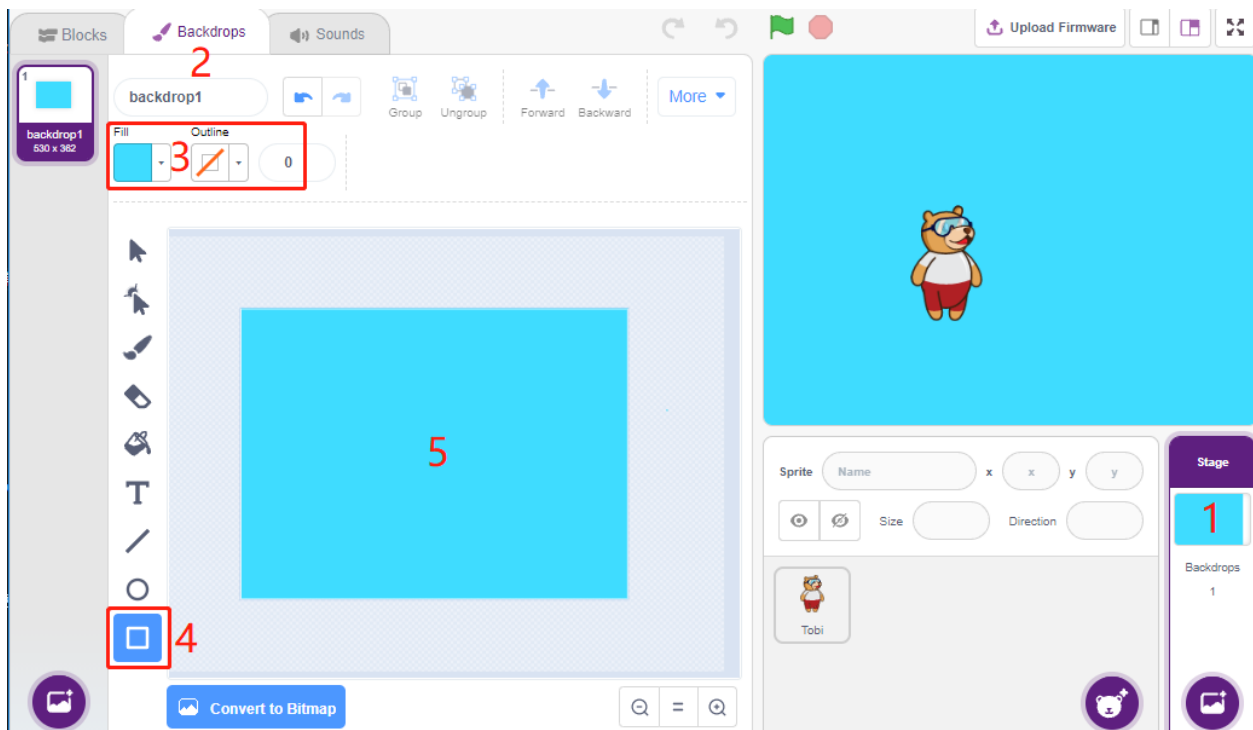 Blocks
Backdrops
Sounds
Upload Firmware
2
1
backdrop1
530 x 362
backdrop1
Group
Ungroup
Forward
Backward
More
Fill
Outline
3
0
5
T
4
Convert to Bitmap
Sprite
Name
x
x
y
y
Size
Direction
Tobi
Stage
1
Backdrops
1